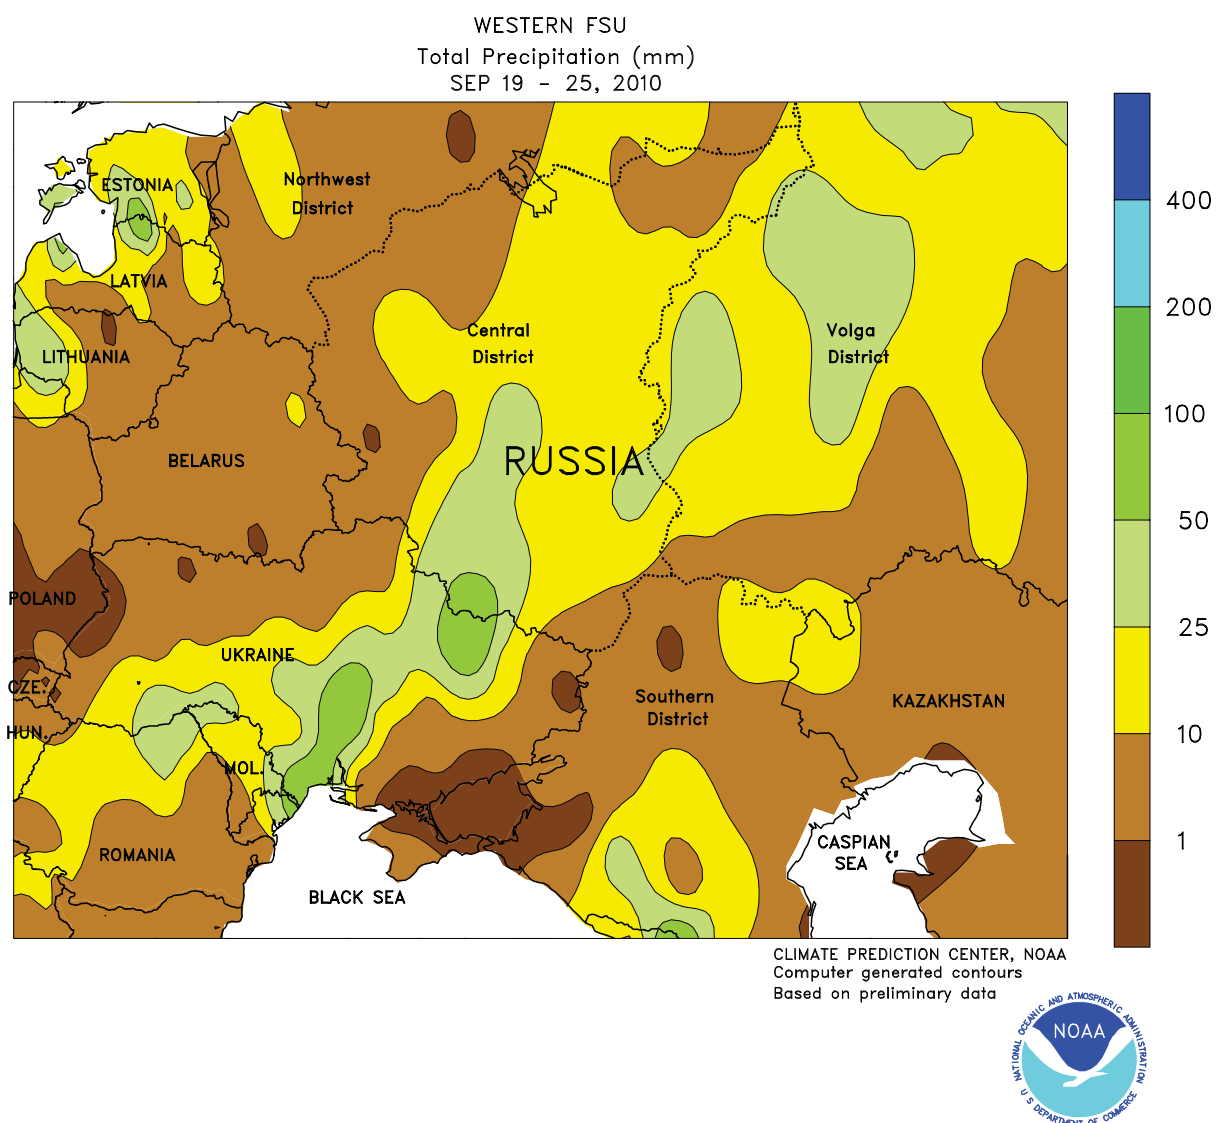 WESTERN FSU
Total Precipitation (mm)
SEP 19 - 25, 2010
ESTONIA
Northwest
District
LATVIA
LITHUANIA
Central
District
Volga
District
400
200
100
50
25
10
1
BELARUS
RUSSIA
POLAND
UKRAINE
CZE.
HUN.
MOL.
Southern
District
KAZAKHSTAN
ROMANIA
CASPIAN
SEA
BLACK SEA
CLIMATE PREDICTION CENTER, NOAA
Computer generated contours
Based on preliminary data
NATIONAL OCEANIC AND ATMOSPHERIC ADMINISTRATION
NOAA
U S DEPARTMENT OF COMMERCE